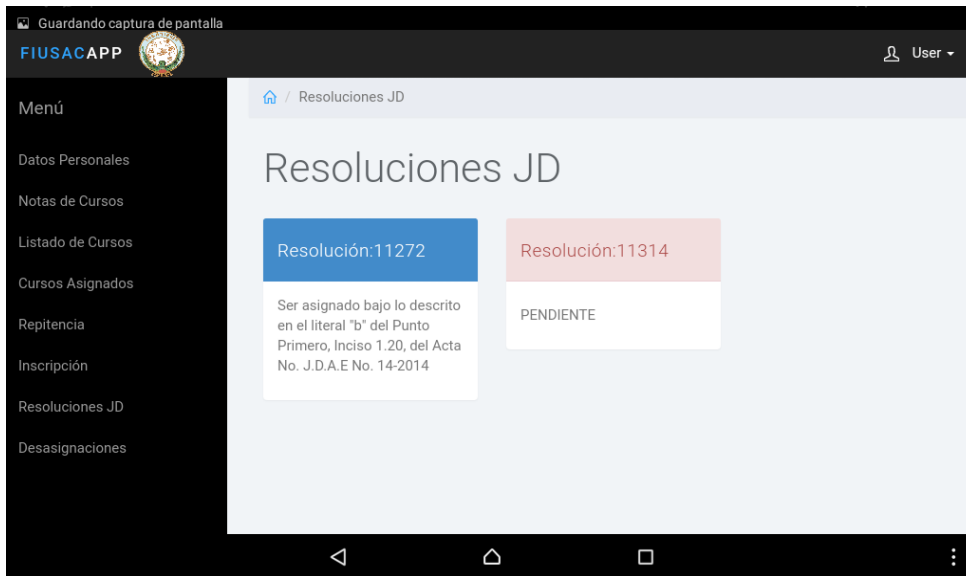 Guardando captura de pantalla
FIUSACAPP
User
Menú
Datos Personales
Notas de Cursos
Listado de Cursos
Cursos Asignados
Repitencia
Inscripción
Resoluciones JD
Desasignaciones
/ Resoluciones JD
Resoluciones JD
Resolución:11272
Ser asignado bajo lo descrito
en el literal "b" del Punto
Primero, Inciso 1.20, del Acta
No. J.D.A.E No. 14-2014
Resolución:11314
PENDIENTE